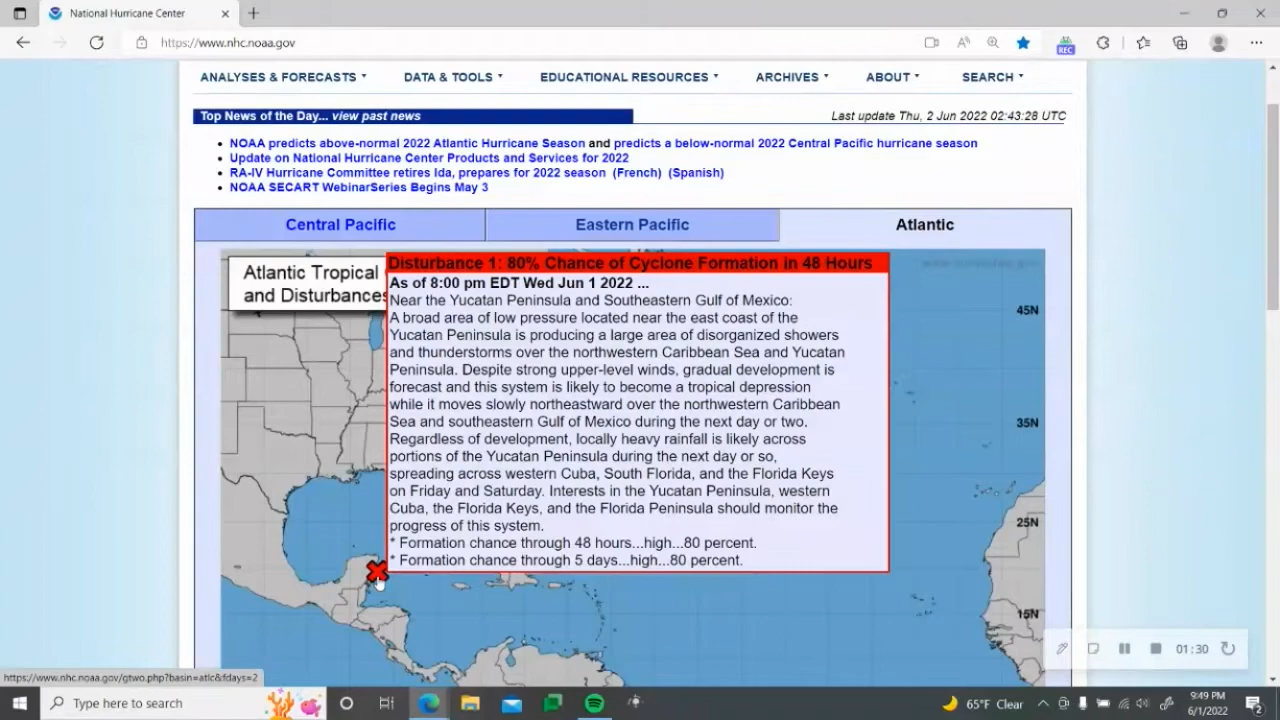 National Hurricane Center
https://www.nhc.noaa.gov
REC
ANALYSES & FORECASTS DATA & TOOLS EDUCATIONAL RESOURCES ARCHIVES ABOUT SEARCH
Top News of the Day... view past news
Last update Thu, 2 Jun 2022 02:43:28 UTC
NOAA predicts above-normal 2022 Atlantic Hurricane Season and predicts a below-normal 2022 Central Pacific hurricane season
Update on National Hurricane Center Products and Services for 2022
RA-IV Hurricane Committee retires Ida, prepares for 2022 season (French) (Spanish)
NOAA SECART WebinarSeries Begins May 3
Central Pacific Eastern Pacific Atlantic
Atlantic Tropical
and Disturbances
Disturbance 1: 80% Chance of Cyclone Formation in 48 Hours
As of 8:00 pm EDT Wed Jun 1 2022 ...
Near the Yucatan Peninsula and Southeastern Gulf of Mexico:
A broad area of low pressure located near the east coast of the
Yucatan Peninsula is producing a large area of disorganized showers
and thunderstorms over the northwestern Caribbean Sea and Yucatan
Peninsula. Despite strong upper-level winds, gradual development is
forecast and this system is likely to become a tropical depression
while it moves slowly northeastward over the northwestern Caribbean
Sea and southeastern Gulf of Mexico during the next day or two.
Regardless of development, locally heavy rainfall is likely across
portions of the Yucatan Peninsula during the next day or so,
spreading across western Cuba, South Florida, and the Florida Keys
on Friday and Saturday. Interests in the Yucatan Peninsula, western
Cuba, the Florida Keys, and the Florida Peninsula should monitor the
progress of this system.
* Formation chance through 48 hours...high...80 percent.
* Formation chance through 5 days...high...80 percent.
45N
35N
25N
15N
01:30
https://www.nhc.noaa.gov/gtwo.php?basin=atlc&fdays=2
Type here to search
65°F Clear
9:49 PM
6/1/2022
2